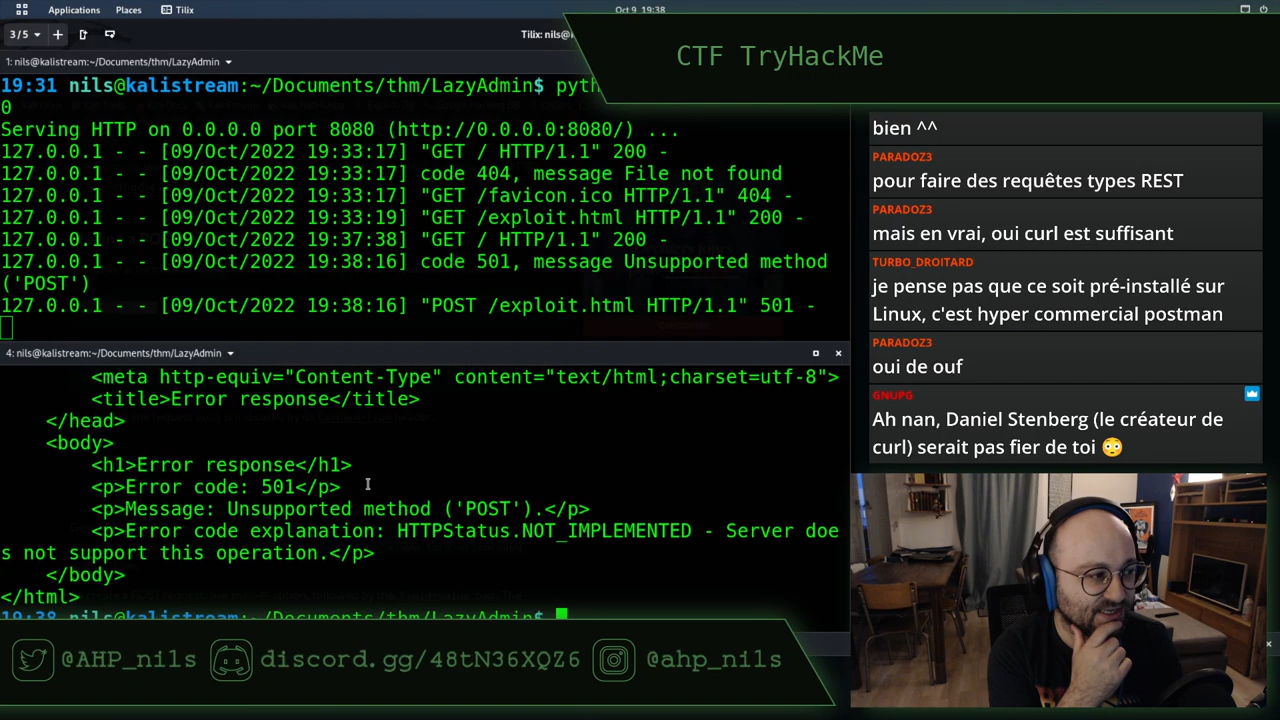 Applications Places Tilix
Oct 9 19:38
3/5
Tilix: nils@
CTF TryHackMe
1: nils@kalistream:~/Documents/thm/LazyAdmin
19:31 nils@kalistream:~/Documents/thm/LazyAdmin$ pyth
0
Serving HTTP on 0.0.0.0 port 8080 (http://0.0.0.0:8080/) ...
127.0.0.1 - - [09/Oct/2022 19:33:17] "GET / HTTP/1.1" 200 -
127.0.0.1 - - [09/Oct/2022 19:33:17] code 404, message File not found
127.0.0.1 - - [09/Oct/2022 19:33:17] "GET /favicon.ico HTTP/1.1" 404 -
127.0.0.1 - - [09/Oct/2022 19:33:19] "GET /exploit.html HTTP/1.1" 200 -
127.0.0.1 - - [09/Oct/2022 19:37:38] "GET / HTTP/1.1" 200 -
127.0.0.1 - - [09/Oct/2022 19:38:16] code 501, message Unsupported method
('POST')
127.0.0.1 - - [09/Oct/2022 19:38:16] "POST /exploit.html HTTP/1.1" 501 -
4: nils@kalistream:~/Documents/thm/LazyAdmin
<meta http-equiv="Content-Type" content="text/html;charset=utf-8">
<title>Error response</title>
</head>
<body>
<h1>Error response</h1>
<p>Error code: 501</p>
<p>Message: Unsupported method ('POST').</p>
<p>Error code explanation: HTTPStatus.NOT_IMPLEMENTED - Server doe
s not support this operation.</p>
</body>
</html>
19:38 nils@kalistream:~/Documents/thm/LazyAdmin$
bien ^^
PARADOZ3
pour faire des requêtes types REST
PARADOZ3
mais en vrai, oui curl est suffisant
TURBO_DROITARD
je pense pas que ce soit pré-installé sur
Linux, c'est hyper commercial postman
PARADOZ3
oui de ouf
GNUPG
Ah nan, Daniel Stenberg (le créateur de
curl) serait pas fier de toi 😳
@AHP_nils discord.gg/48tN36XQZ6 @ahp_nils